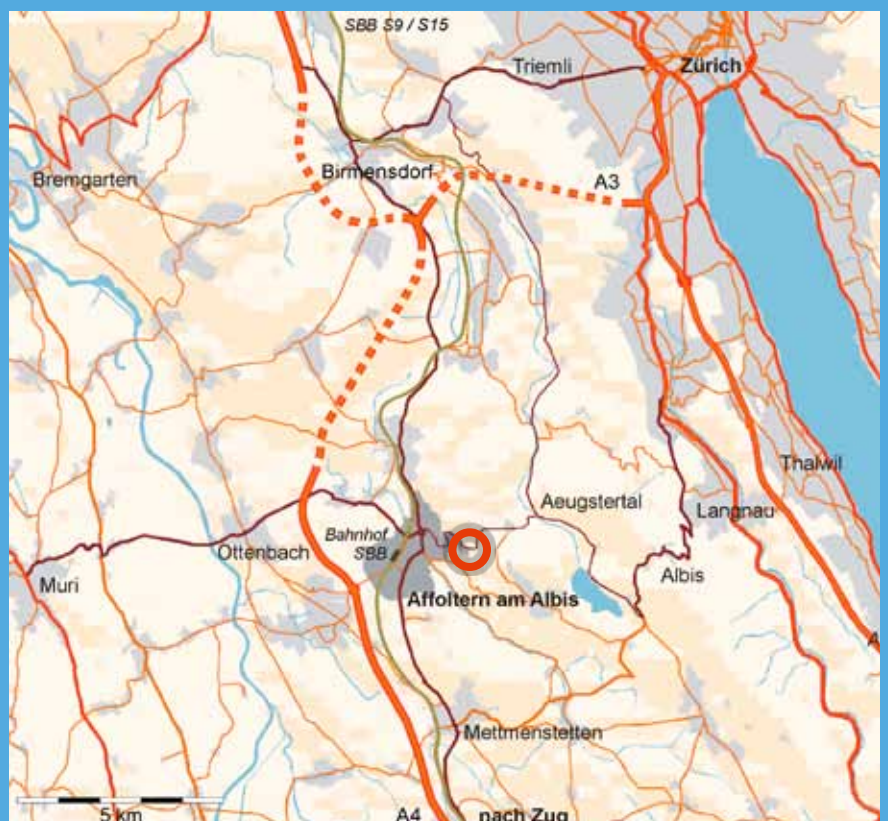 SBB S9 / S15
Triemli
Zürich
Bremgarten
Birmensdorf
A3
Thalwil
Aeugstertal
Langnau
Bahnhof
SBB
Ottenbach
Muri
Albis
Affoltern am Albis
A
Mettmenstetten
5 km
A4
nach Zug